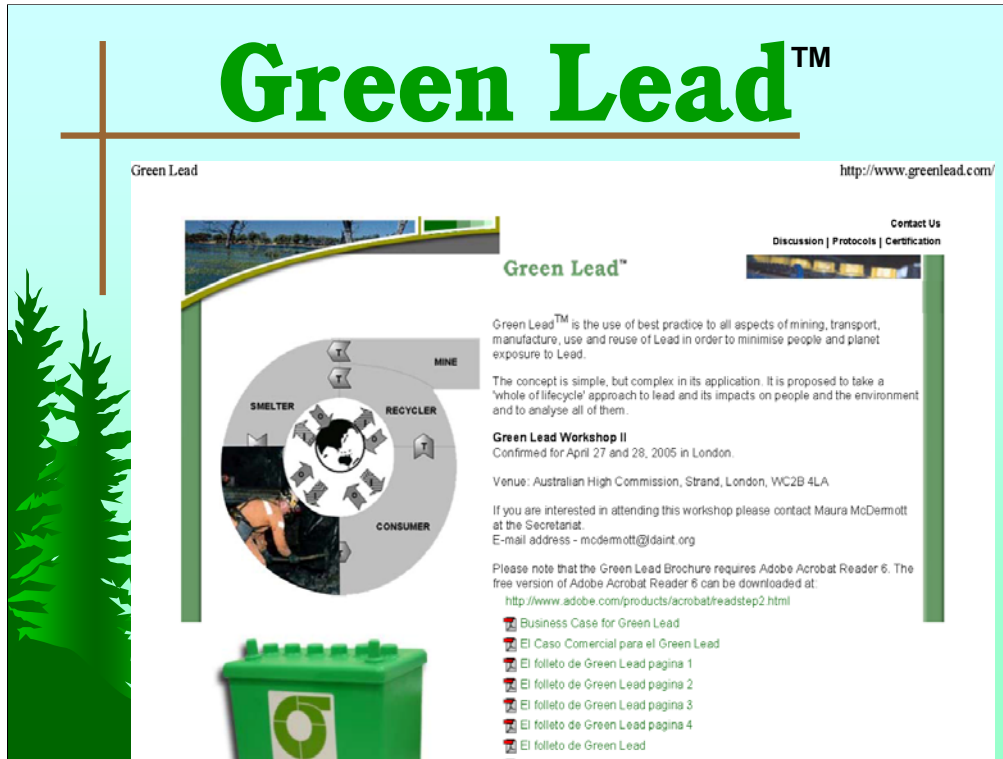 Green Lead™
Green Lead
http://www.greenlead.com/
Contact Us
Discussion | Protocols | Certification
Green Lead™
Green Lead™ is the use of best practice to all aspects of mining, transport,
manufacture, use and reuse of Lead in order to minimise people and planet
exposure to Lead.
The concept is simple, but complex in its application. It is proposed to take a
'whole of lifecycle' approach to lead and its impacts on people and the environment
and to analyse all of them.
Green Lead Workshop II
Confirmed for April 27 and 28, 2005 in London.
Venue: Australian High Commission, Strand, London, WC2B 4LA
If you are interested in attending this workshop please contact Maura McDermott
at the Secretariat.
E-mail address - mcdermott@ldaint.org
Please note that the Green Lead Brochure requires Adobe Acrobat Reader 6. The
free version of Adobe Acrobat Reader 6 can be downloaded at:
http://www.adobe.com/products/acrobat/readstep2.html
Business Case for Green Lead
El Caso Comercial para el Green Lead
El folleto de Green Lead pagina 1
El folleto de Green Lead pagina 2
El folleto de Green Lead pagina 3
El folleto de Green Lead pagina 4
El folleto de Green Lead
T
T
MINE
SMELTER
RECYCLER
T
CONSUMER